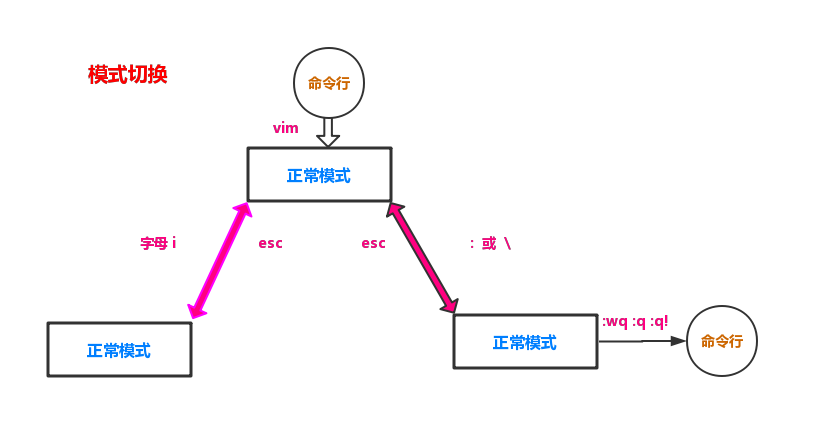 模式切换
命令行
vim
正常模式
字母 i
esc
esc
: 或 \
正常模式
正常模式
:wq :q :q!
命令行